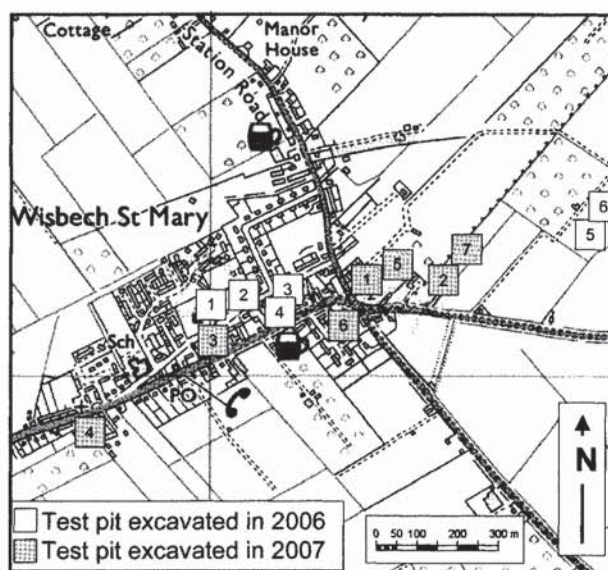 Cottage
Station Road
Manor
House
Wisbech St Mary
6
5
7
5
1
2
3
2
1
4
6
3
Sch
PO
4
N
Test pit excavated in 2006
Test pit excavated in 2007
0 50 100 200 300 m